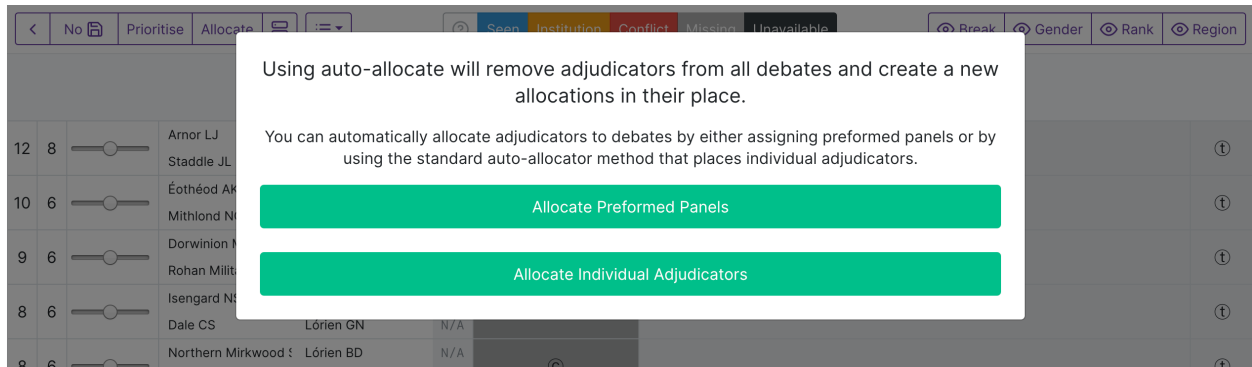 No Prioritise Allocate Seen Institution Conflict Missing Unavailable Break Gender Rank Region
Using auto-allocate will remove adjudicators from all debates and create a new
allocations in their place.
You can automatically allocate adjudicators to debates by either assigning preformed panels or by
using the standard auto-allocator method that places individual adjudicators.
Allocate Preformed Panels
Allocate Individual Adjudicators
12 8 Arnor LJ
Staddle JL
10 6 Éothéod AK
Mithlond
9 6 Dorwinion
Rohan
8 6 Isengard
Dale CS Lórien GN N/A
8 6 Northern Mirkwood Lórien BD N/A